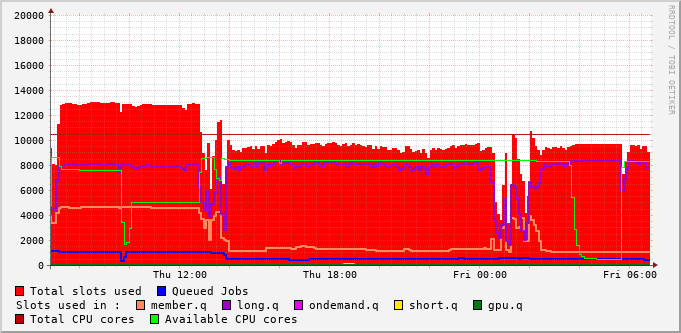 20000
18000
16000
14000
12000
10000
8000
6000
4000
2000
0
Thu 12:00 Thu 18:00 Fri 00:00 Fri 06:00
RRDTOOL / TOBI OETIKER
Total slots used Queued Jobs
Slots used in : member.q long.q ondemand.q short.q gpu.q
Total CPU cores Available CPU cores